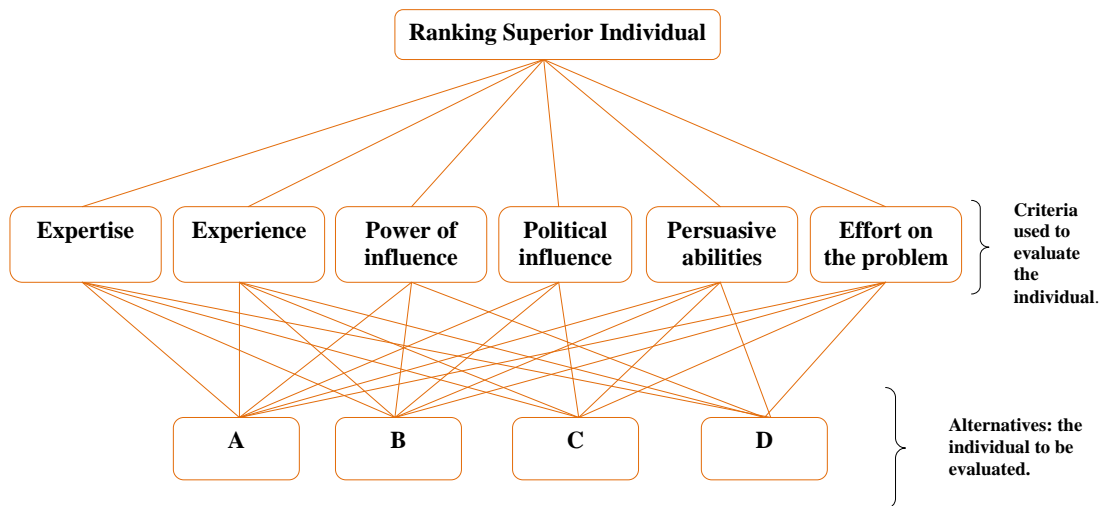 Ranking Superior Individual
Expertise
Experience
Power of
influence
Political
influence
Persuasive
abilities
Effort on
the problem
Criteria
used to
evaluate
the
individual.
A
B
C
D
Alternatives: the
individual to be
evaluated.